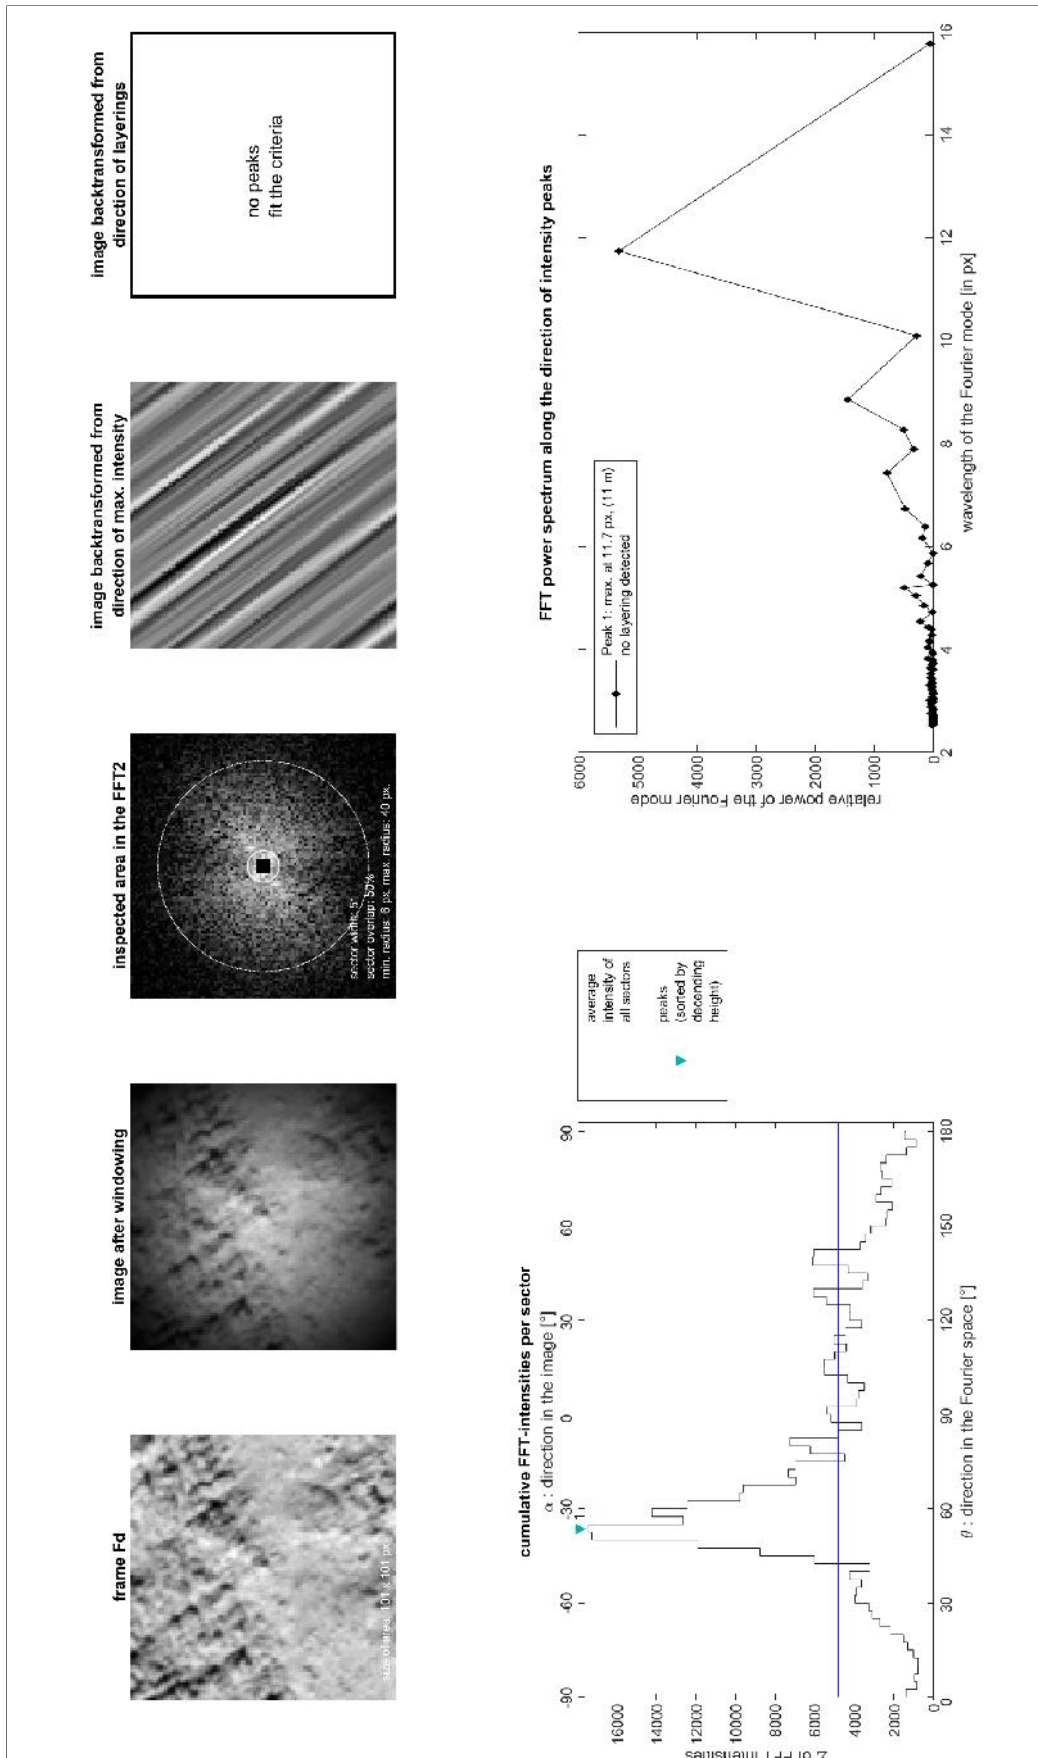 frame Fd
size of area: 101 x 101 px
image after windowing
inspected area in the FFT2
sector width: 5°
sector overlap: 50%
min. radius: 6 px, max. radius: 40 px.
image backtransformed from
direction of max. intensity
image backtransformed from
direction of layerings
no peaks
fit the criteria
cumulative FFT-intensities per sector
α : direction in the image [°]
-90 -60 -30 0 30 60 90
1
16000
14000
12000
10000
8000
6000
4000
2000
0
Σ of FFT intensities
0 30 60 90 120 150 180
θ : direction in the Fourier space [°]
average
intensity of
all sectors
peaks
(sorted by
decending
height)
FFT power spectrum along the direction of intensity peaks
Peak 1: max. at 11.7 px, (11 m)
no layering detected
6000
5000
4000
3000
2000
1000
0
relative power of the Fourier mode
2 4 6 8 10 12 14 16
wavelength of the Fourier mode [in px]